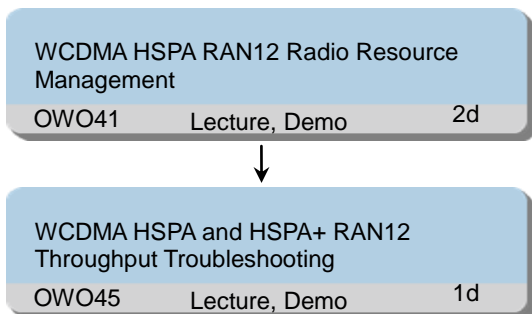 WCDMA HSPA RAN12 Radio Resource
Management
OWO41 Lecture, Demo 2d
WCDMA HSPA and HSPA+ RAN12
Throughput Troubleshooting
OWO45 Lecture, Demo 1d